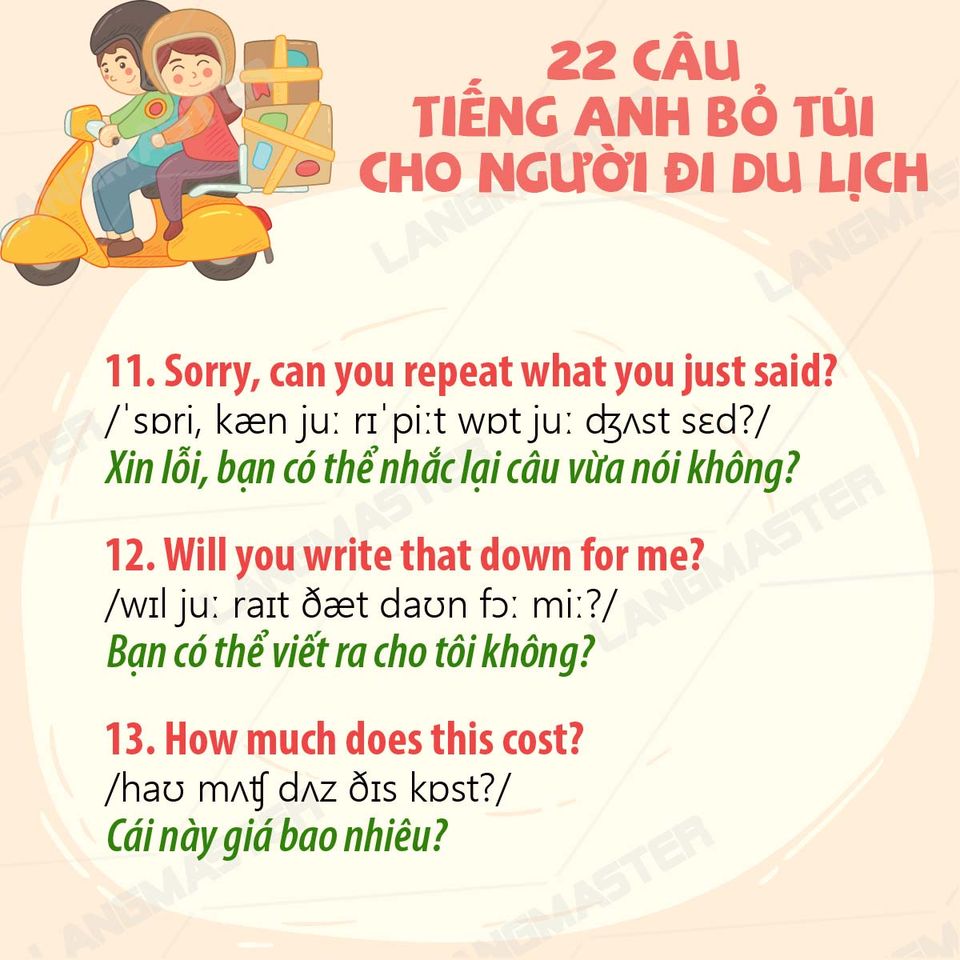 22 CÂU
TIẾNG ANH BỎ TÚI
CHO NGƯỜI ĐI DU LỊCH
11. Sorry, can you repeat what you just said?
/ˈsɒri, kæn juː rɪˈpiːt wɒt juː ʤʌst sɛd?/
Xin lỗi, bạn có thể nhắc lại câu vừa nói không?
12. Will you write that down for me?
/wɪl juː raɪt ðæt daʊn fɔː miː?/
Bạn có thể viết ra cho tôi không?
13. How much does this cost?
/haʊ mʌʧ dʌz ðɪs kɒst?/
Cái này giá bao nhiêu?
LANGMASTER
LANGMASTER
LANGMASTER
LANGMASTER
LANGMASTER
LANGMASTER